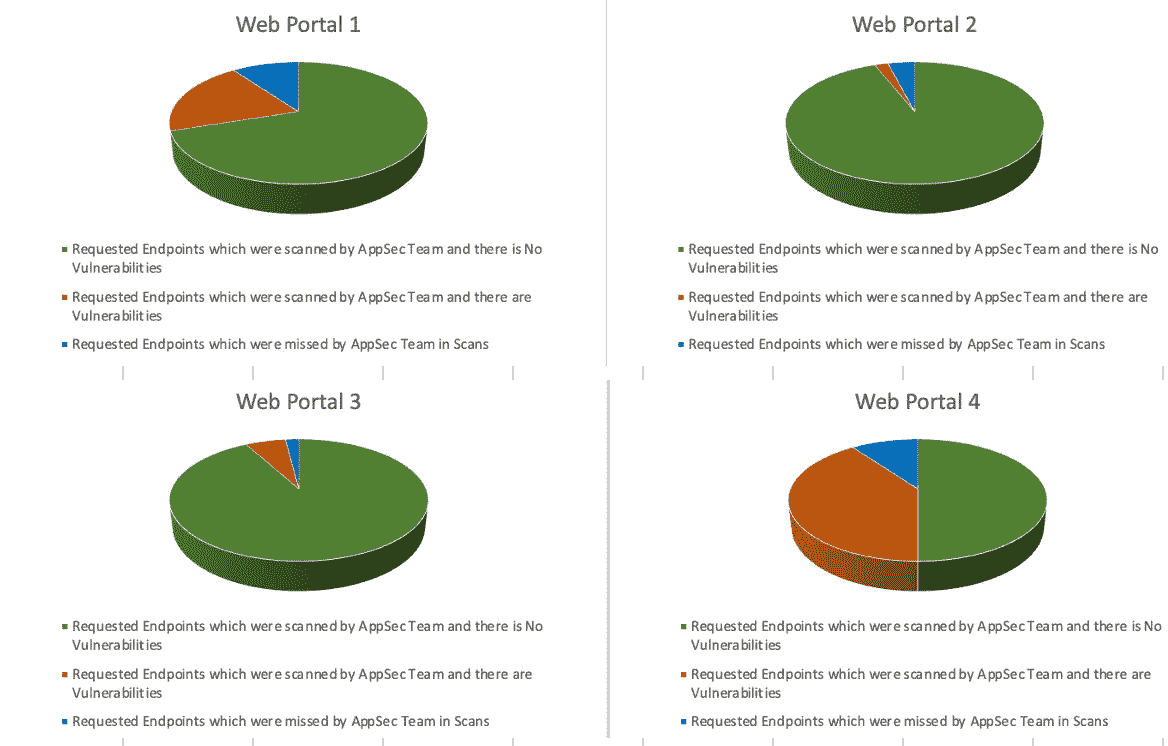 Web Portal 1
Requested Endpoints which were scanned by AppSec Team and there is No
Vulnerabilities
Requested Endpoints which were scanned by AppSec Team and there are
Vulnerabilities
Requested Endpoints which were missed by AppSec Team in Scans
Web Portal 2
Requested Endpoints which were scanned by AppSec Team and there is No
Vulnerabilities
Requested Endpoints which were scanned by AppSec Team and there are
Vulnerabilities
Requested Endpoints which were missed by AppSec Team in Scans
Web Portal 3
Requested Endpoints which were scanned by AppSec Team and there is No
Vulnerabilities
Requested Endpoints which were scanned by AppSec Team and there are
Vulnerabilities
Requested Endpoints which were missed by AppSec Team in Scans
Web Portal 4
Requested Endpoints which were scanned by AppSec Team and there is No
Vulnerabilities
Requested Endpoints which were scanned by AppSec Team and there are
Vulnerabilities
Requested Endpoints which were missed by AppSec Team in Scans